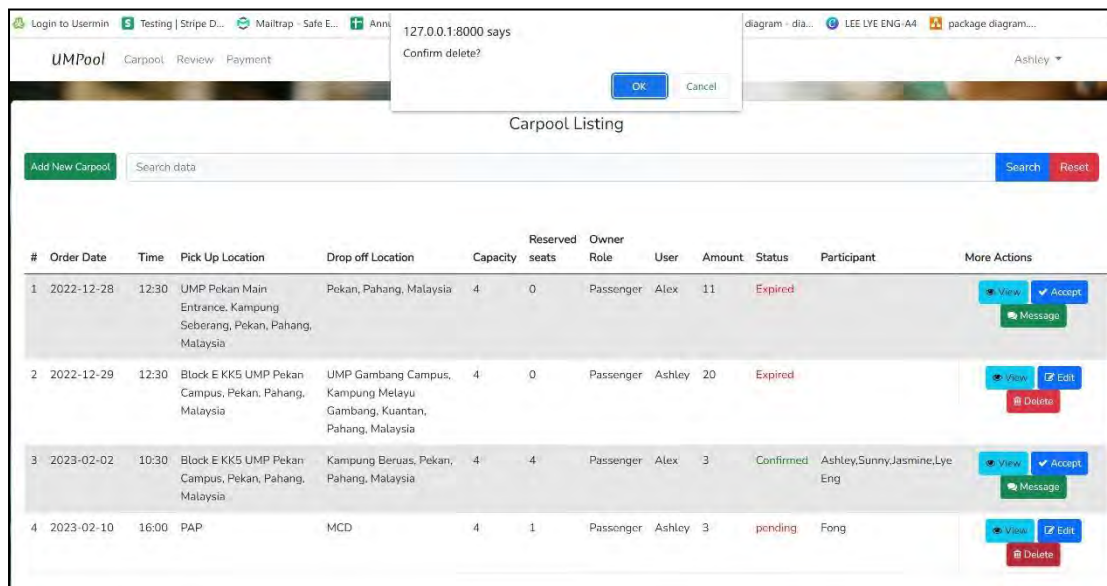 Login to Usermin Testing | Stripe D... Mailtrap - Safe E... diagram - dia... LEE LYE ENG-A4 package diagram....
127.0.0.1:8000 says
Confirm delete?
OK Cancel
UMPool Carpool Review Payment Ashley
Carpool Listing
Add New Carpool Search data Search Reset
# Order Date Time Pick Up Location Drop off Location Capacity Reserved seats Owner Role User Amount Status Participant More Actions
1 2022-12-28 12:30 UMP Pekan Main Pekan, Pahang, Malaysia 4 0 Passenger Alex 11 Expired View Accept
Entrance, Kampung Message
Seberang, Pekan, Pahang,
Malaysia
2 2022-12-29 12:30 Block E KK5 UMP Pekan UMP Gambang Campus, 4 0 Passenger Ashley 20 Expired View Edit
Campus, Pekan, Pahang, Kampung Melayu Delete
Malaysia Gambang, Kuantan,
Pahang, Malaysia
3 2023-02-02 10:30 Block E KK5 UMP Pekan Kampung Beruas, Pekan, 4 4 Passenger Alex 3 Confirmed Ashley,Sunny,Jasmine,Lye View Accept
Campus, Pekan, Pahang, Pahang, Malaysia Eng Message
Malaysia
4 2023-02-10 16:00 PAP MCD 4 1 Passenger Ashley 3 pending Fong View Edit
Delete